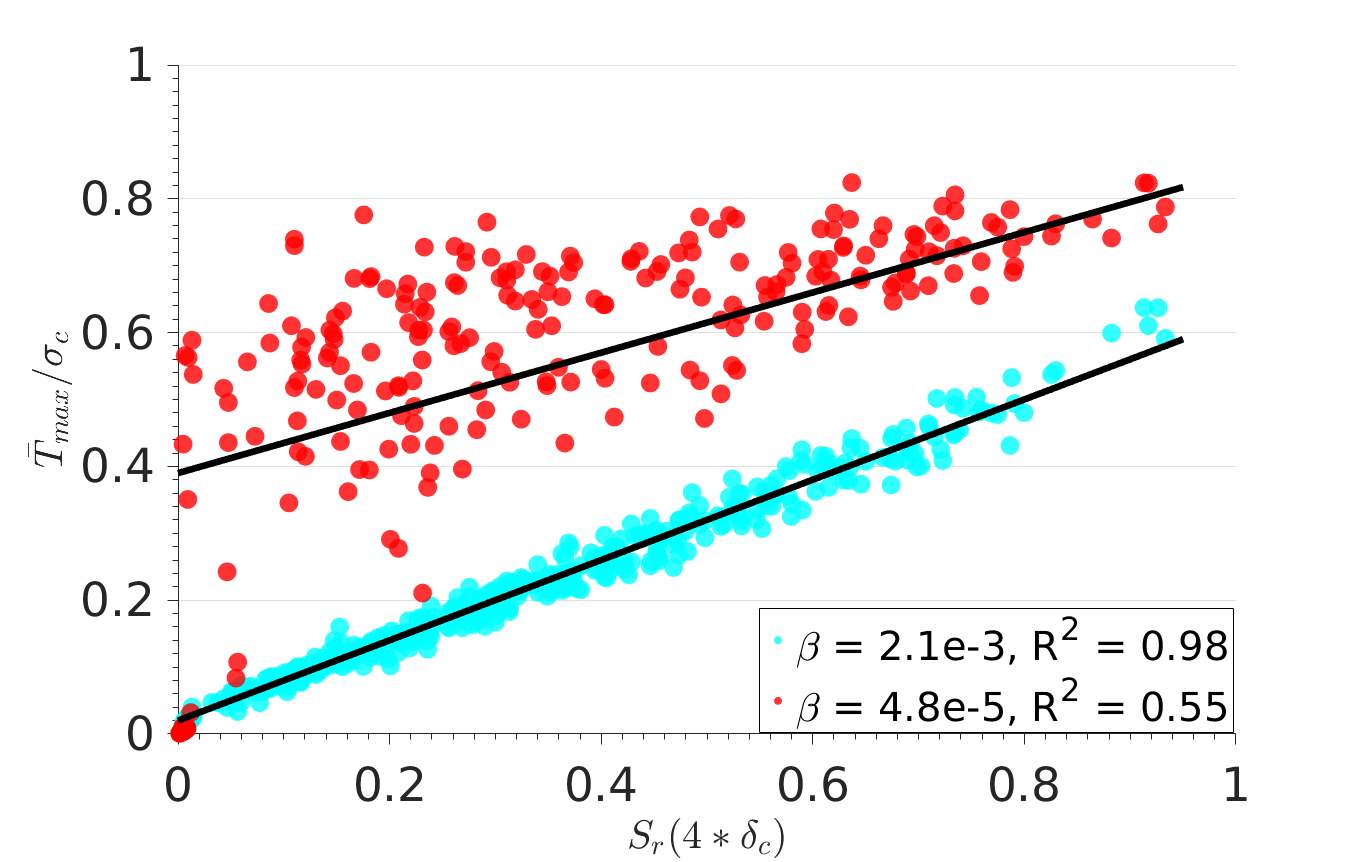 1
0.8
0.6
0.4
0.2
0
T̄max/σc
0 0.2 0.4 0.6 0.8 1
Sr(4 ∗ δc)
β = 2.1e-3, R² = 0.98
β = 4.8e-5, R² = 0.55